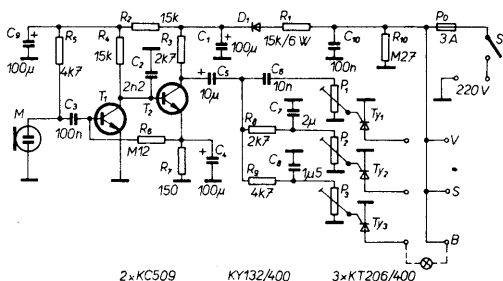 C9 R5 R4 R2 15k R3 D1 R1 C10 R10 Po S
100µ 4k7 15k C2 2k7 C1 100µ 15k/6W 100n M27 3A
2n2 C5 10µ C6 10n 220V
M C3 100n T1 T2 P1 Ty1
R6 M12 R8 2k7 C7 2µ P2 V
R7 150 C4 100µ C8 1µ5 Ty2 S
R9 4k7 P3 Ty3 B
2×KC509 KY132/400 3×KT206/400